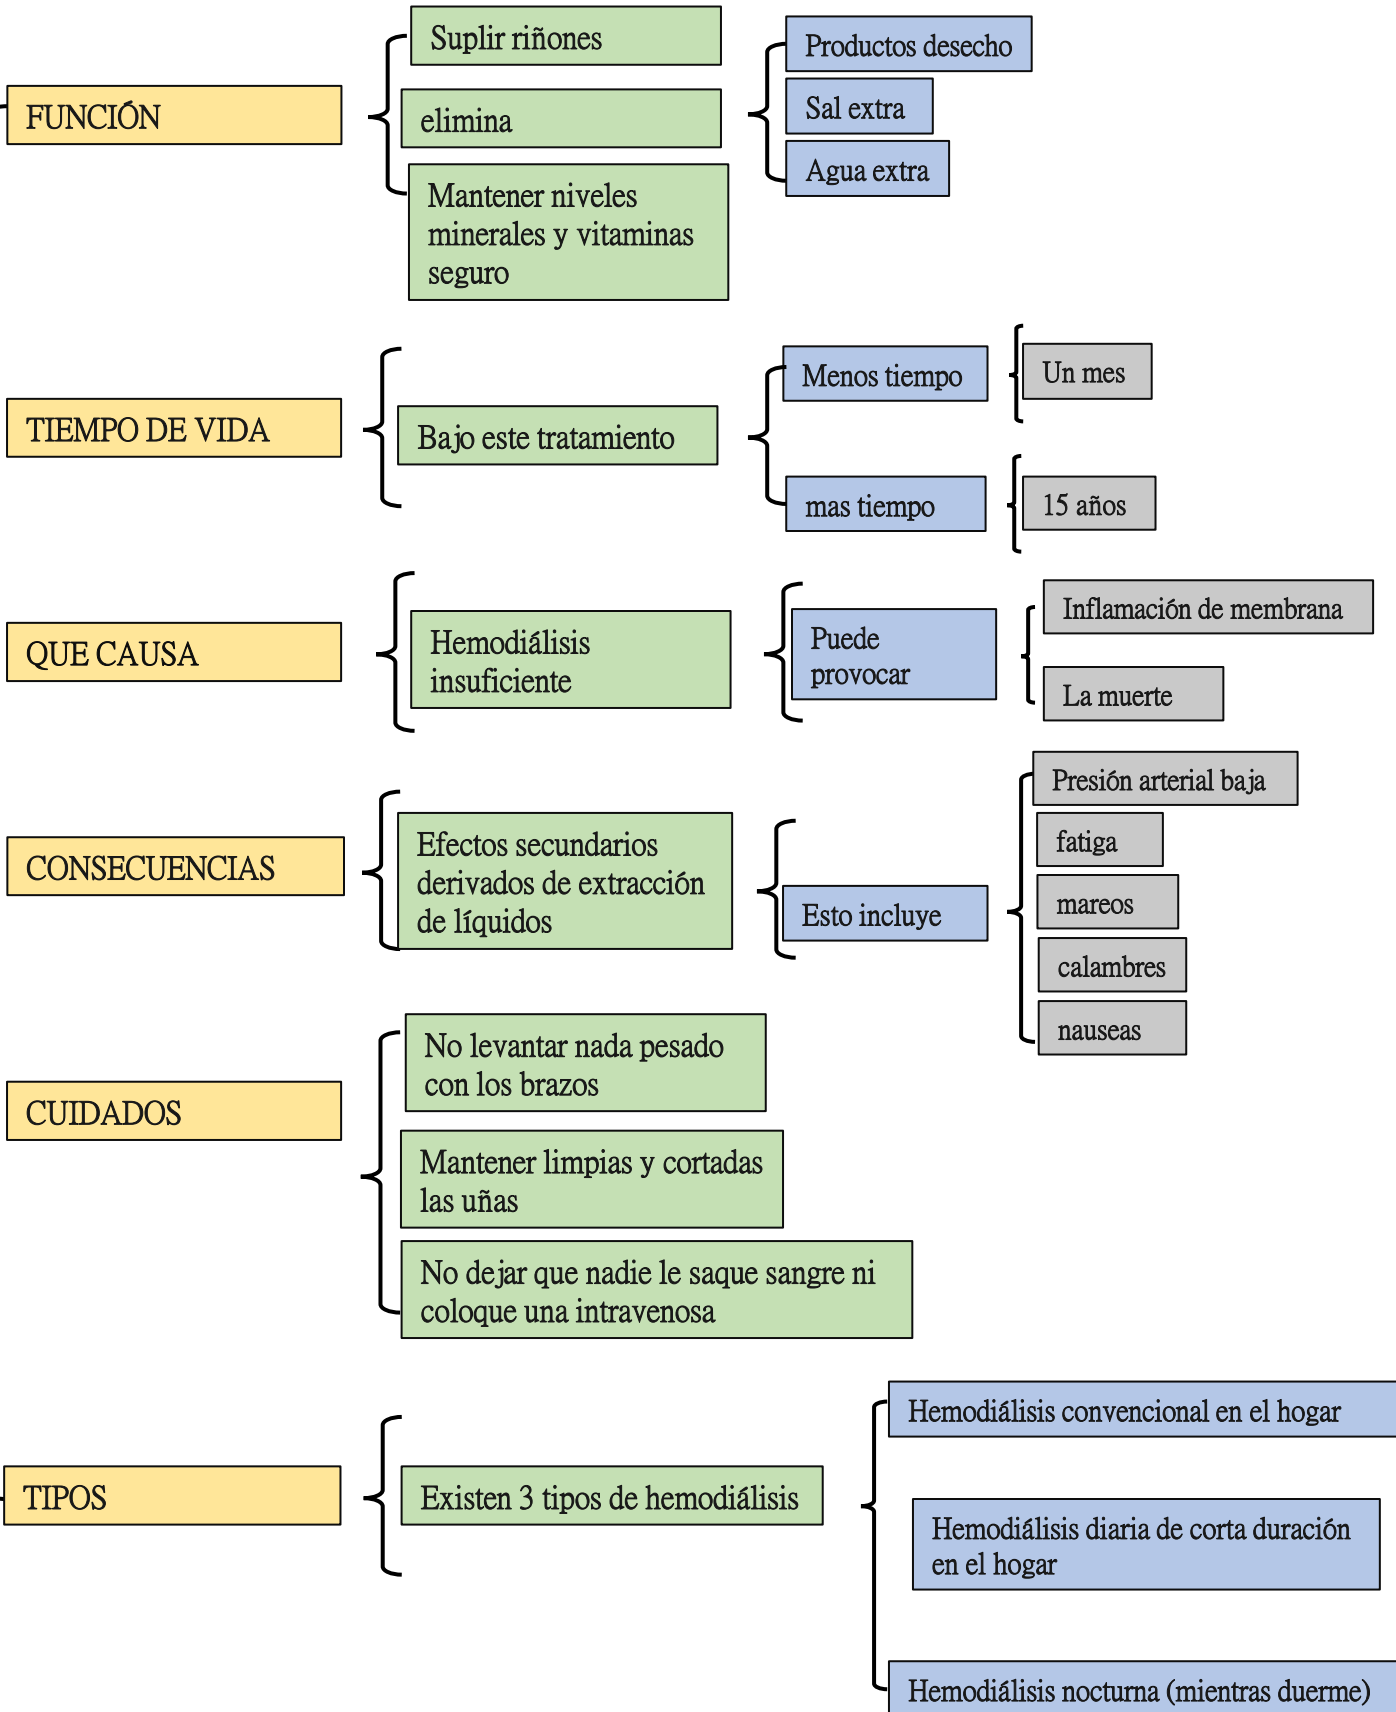 FUNCIÓN
Suplir riñones
elimina
Productos desecho
Sal extra
Agua extra
Mantener niveles
minerales y vitaminas
seguro
TIEMPO DE VIDA
Bajo este tratamiento
Menos tiempo
Un mes
mas tiempo
15 años
QUE CAUSA
Hemodiálisis
insuficiente
Puede
provocar
Inflamación de membrana
La muerte
CONSECUENCIAS
Efectos secundarios
derivados de extracción
de líquidos
Esto incluye
Presión arterial baja
fatiga
mareos
calambres
nauseas
CUIDADOS
No levantar nada pesado
con los brazos
Mantener limpias y cortadas
las uñas
No dejar que nadie le saque sangre ni
coloque una intravenosa
TIPOS
Existen 3 tipos de hemodiálisis
Hemodiálisis convencional en el hogar
Hemodiálisis diaria de corta duración
en el hogar
Hemodiálisis nocturna (mientras duerme)